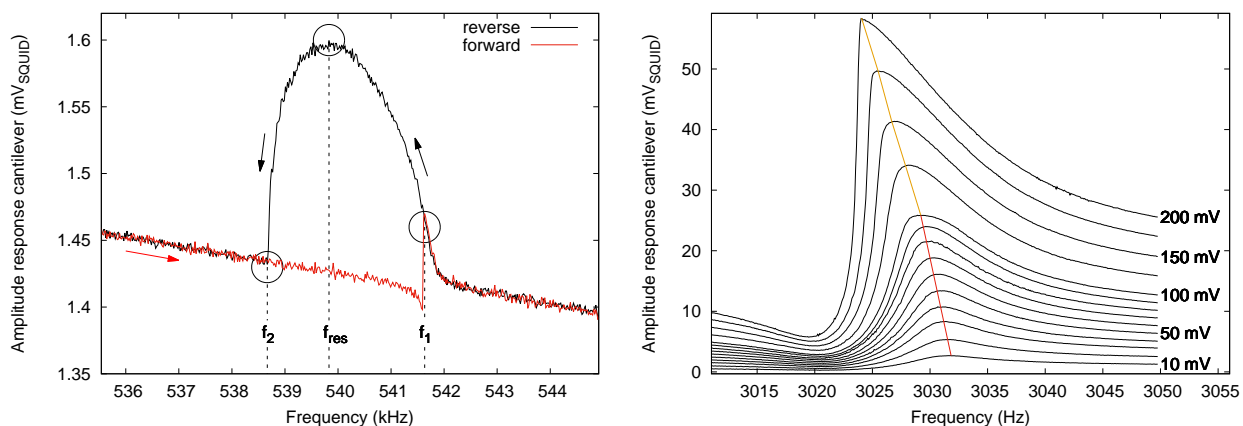 Amplitude response cantilever (mV_SQUID)
1.6
1.55
1.5
1.45
1.4
1.35
reverse
forward
f_2
f_res
f_1
536
537
538
539
540
541
542
543
544
Frequency (kHz)
Amplitude response cantilever (mV_SQUID)
50
40
30
20
10
0
200 mV
150 mV
100 mV
50 mV
10 mV
3015
3020
3025
3030
3035
3040
3045
3050
3055
Frequency (Hz)